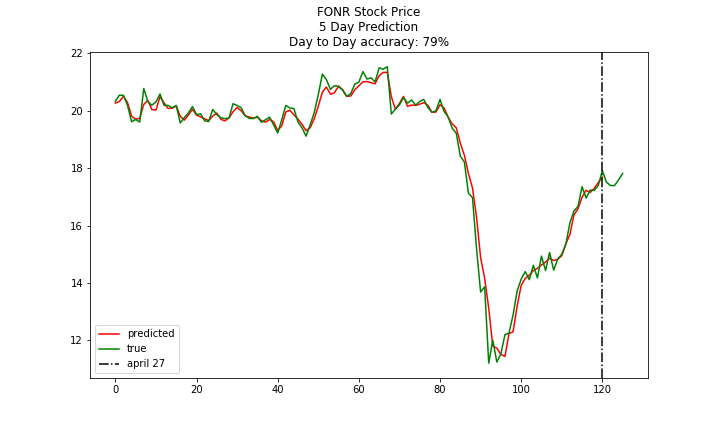 FONR Stock Price
5 Day Prediction
Day to Day accuracy: 79%
22
20
18
16
14
12
predicted
true
april 27
0 20 40 60 80 100 120